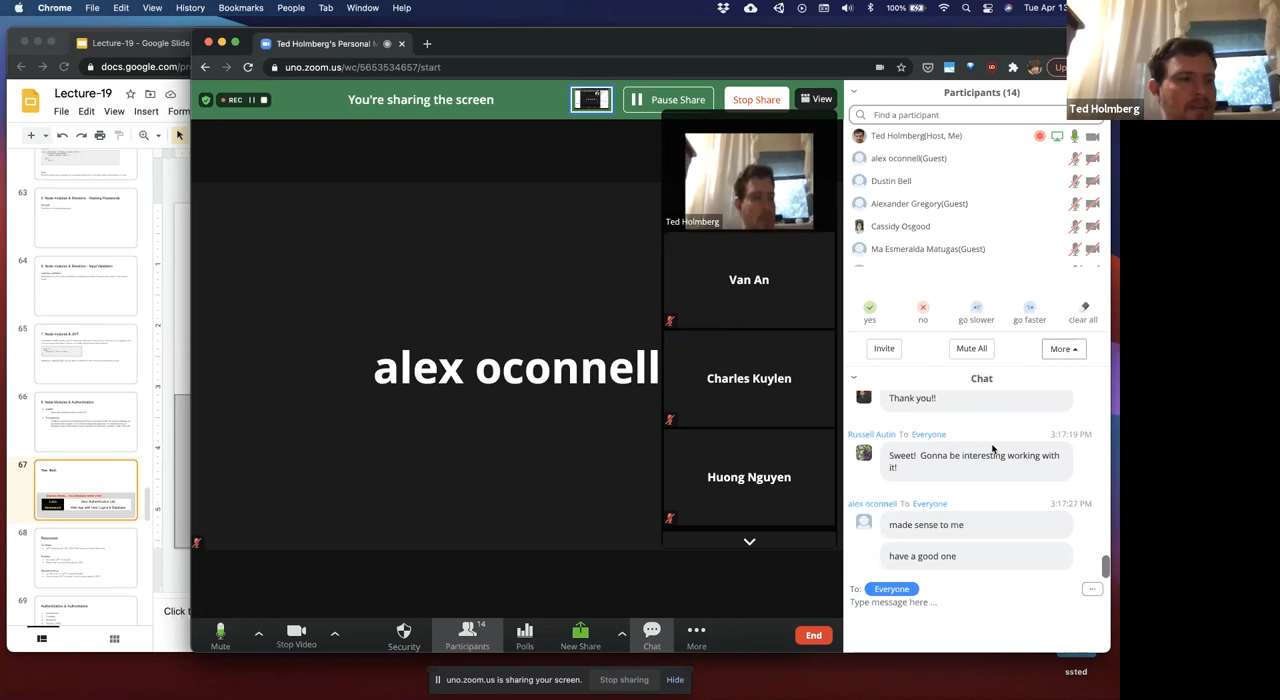 Chrome File Edit View History Bookmarks People Tab Window Help
100% Tue Apr 13
Lecture-19 - Google Slide
Ted Holmberg's Personal M
docs.google.com/pr
uno.zoom.us/wc/5653534657/start
Lecture-19
File Edit View Insert Form
REC
You're sharing the screen
Pause Share
Stop Share
View
Participants (14)
Find a participant
Ted Holmberg(Host, Me)
alex oconnell(Guest)
Dustin Bell
Alexander Gregory(Guest)
Cassidy Osgood
Ma Esmeralda Matugas(Guest)
yes no go slower go faster clear all
Invite Mute All More
Chat
Thank you!!
Russell Autin To Everyone 3:17:19 PM
Sweet! Gonna be interesting working with
it!
alex oconnell To Everyone 3:17:27 PM
made sense to me
have a good one
To: Everyone
Type message here ...
Ted Holmberg
Ted Holmberg
Van An
Charles Kuylen
Huong Nguyen
alex oconnell
63
64
65
66
67
68
69
Click t
Mute Stop Video Security Participants 14 Polls New Share Chat More End
uno.zoom.us is sharing your screen. Stop sharing Hide
ssted